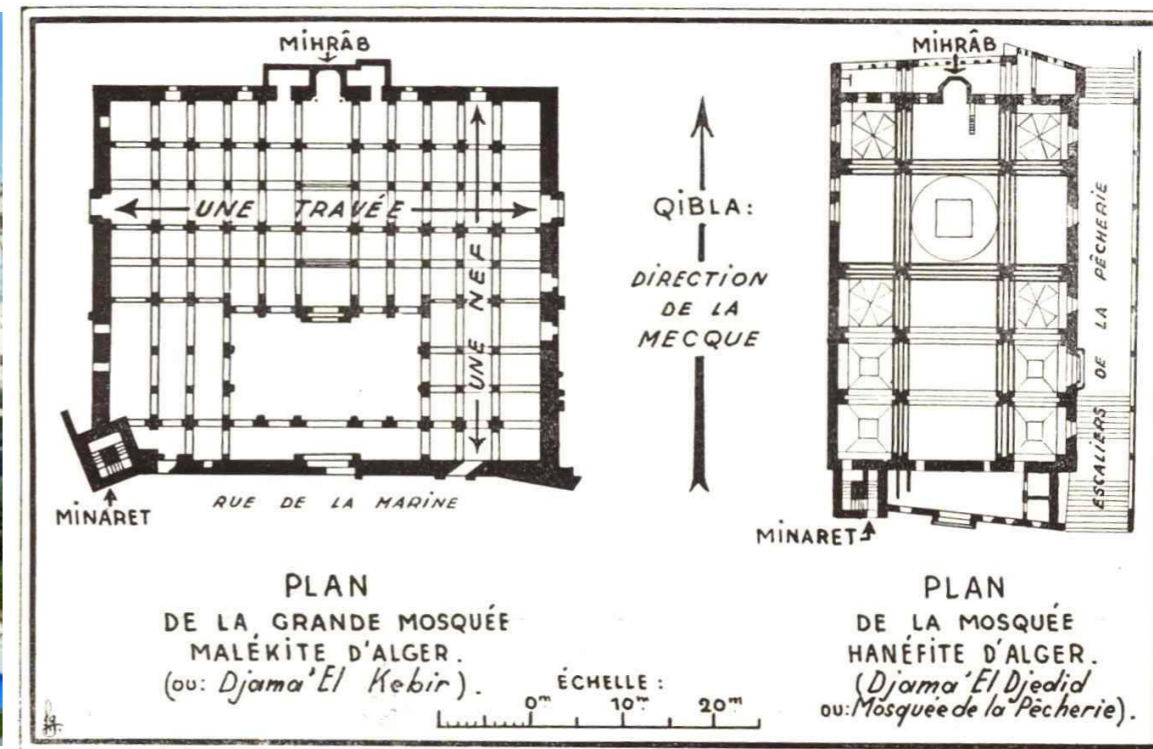 MIHRÂB
UNE TRAVÉE
UNE NEF
MINARET
RUE DE LA MARINE
PLAN
DE LA GRANDE MOSQUÉE
MALÉKITE D'ALGER.
(OU: Djama' El Kebir).
QIBLA:
DIRECTION
DE LA
MECQUE
ÉCHELLE :
0m 10m 20m
MIHRÂB
ESCALIERS DE LA PÊCHERIE
MINARET
PLAN
DE LA MOSQUÉE
HANÉFITE D'ALGER.
(Djama' El Djedid
OU: Mosquée de la Pêcherie).